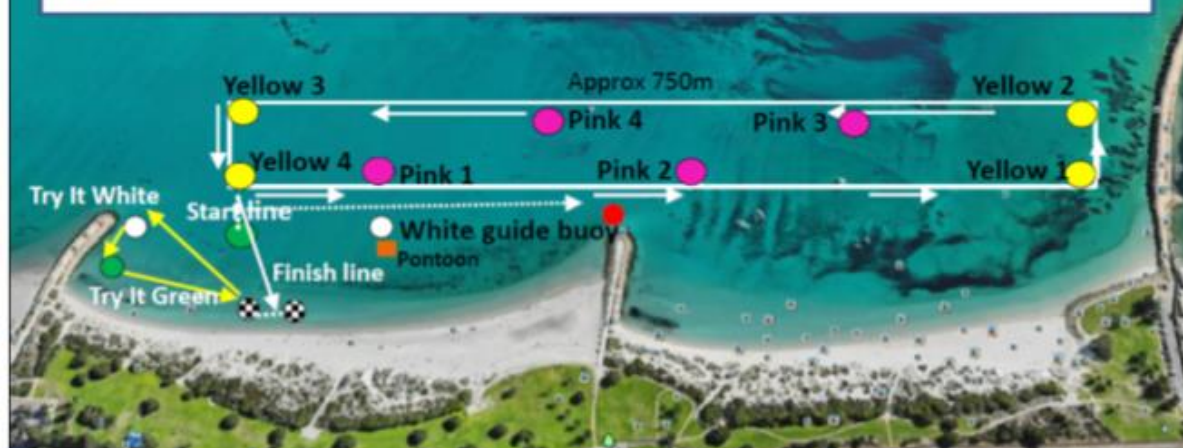 Yellow 3
Approx 750m
Yellow 2
Pink 4
Pink 3
Yellow 4
Pink 1
Pink 2
Yellow 1
Try It White
Start line
White guide buoy
Pontoon
Finish line
Try It Green